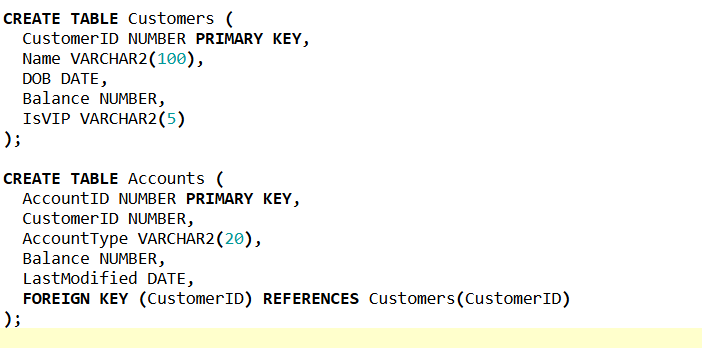 CREATE TABLE Customers (
  CustomerID NUMBER PRIMARY KEY,
  Name VARCHAR2(100),
  DOB DATE,
  Balance NUMBER,
  IsVIP VARCHAR2(5)
);

CREATE TABLE Accounts (
  AccountID NUMBER PRIMARY KEY,
  CustomerID NUMBER,
  AccountType VARCHAR2(20),
  Balance NUMBER,
  LastModified DATE,
  FOREIGN KEY (CustomerID) REFERENCES Customers(CustomerID)
);